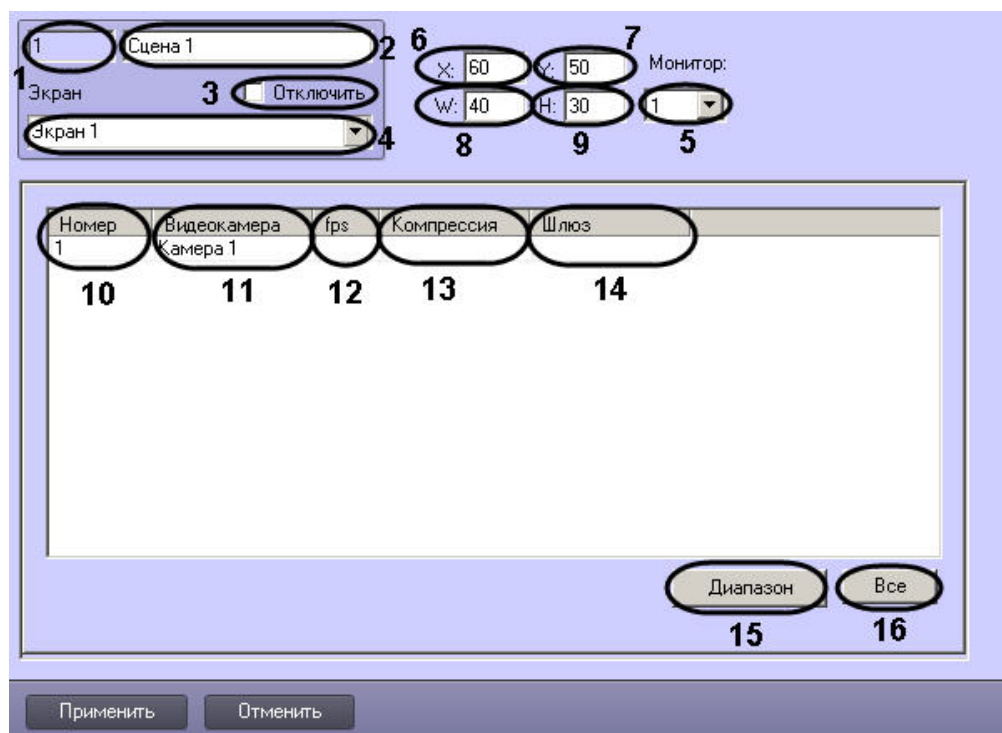 1 Сцена 1 2 6 7
1 X: 60 Y: 50 Монитор:
Экран 3 Отключить W: 40 H: 30 1
Экран 1 4 8 9 5
Номер Видеокамера fps Компрессия Шлюз
1 Камера 1
10 11 12 13 14
Диапазон Все
15 16
Применить Отменить